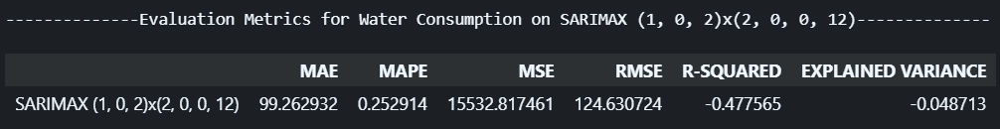 --------------Evaluation Metrics for Water Consumption on SARIMAX (1, 0, 2)x(2, 0, 0, 12)--------------
MAE MAPE MSE RMSE R-SQUARED EXPLAINED VARIANCE
SARIMAX (1, 0, 2)x(2, 0, 0, 12) 99.262932 0.252914 15532.817461 124.630724 -0.477565 -0.048713